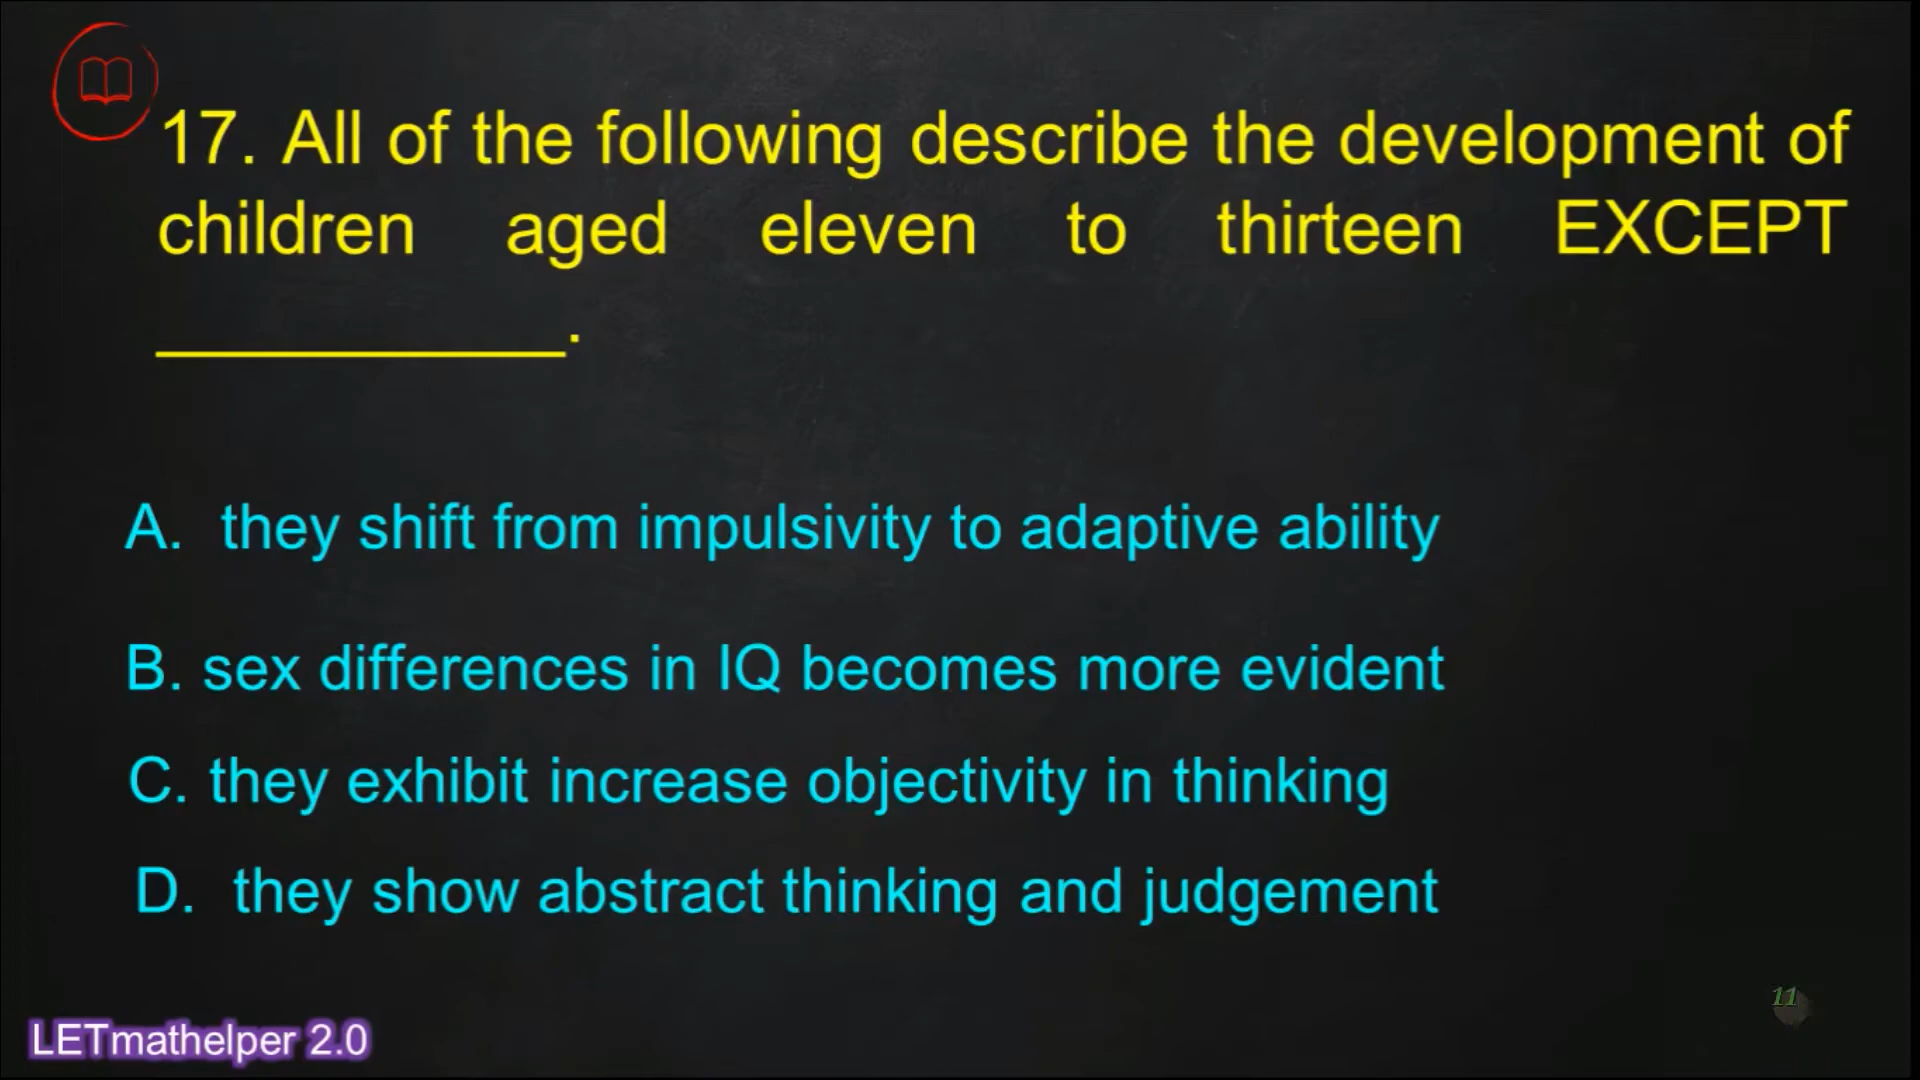 17. All of the following describe the development of
children aged eleven to thirteen EXCEPT
____________.
A. they shift from impulsivity to adaptive ability
B. sex differences in IQ becomes more evident
C. they exhibit increase objectivity in thinking
D. they show abstract thinking and judgement
11
LETmathelper 2.0